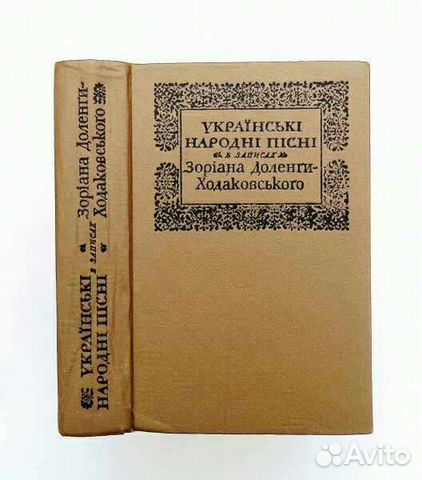 УКРАЇНСЬКІ
НАРОДНІ ПІСНІ
В ЗАПИСАХ
Зоріана Доленги-
Ходаковського
УКРАЇНСЬКІ
НАРОДНІ ПІСНІ
В ЗАПИСАХ
Зоріана Доленги-
Ходаковського
Avito